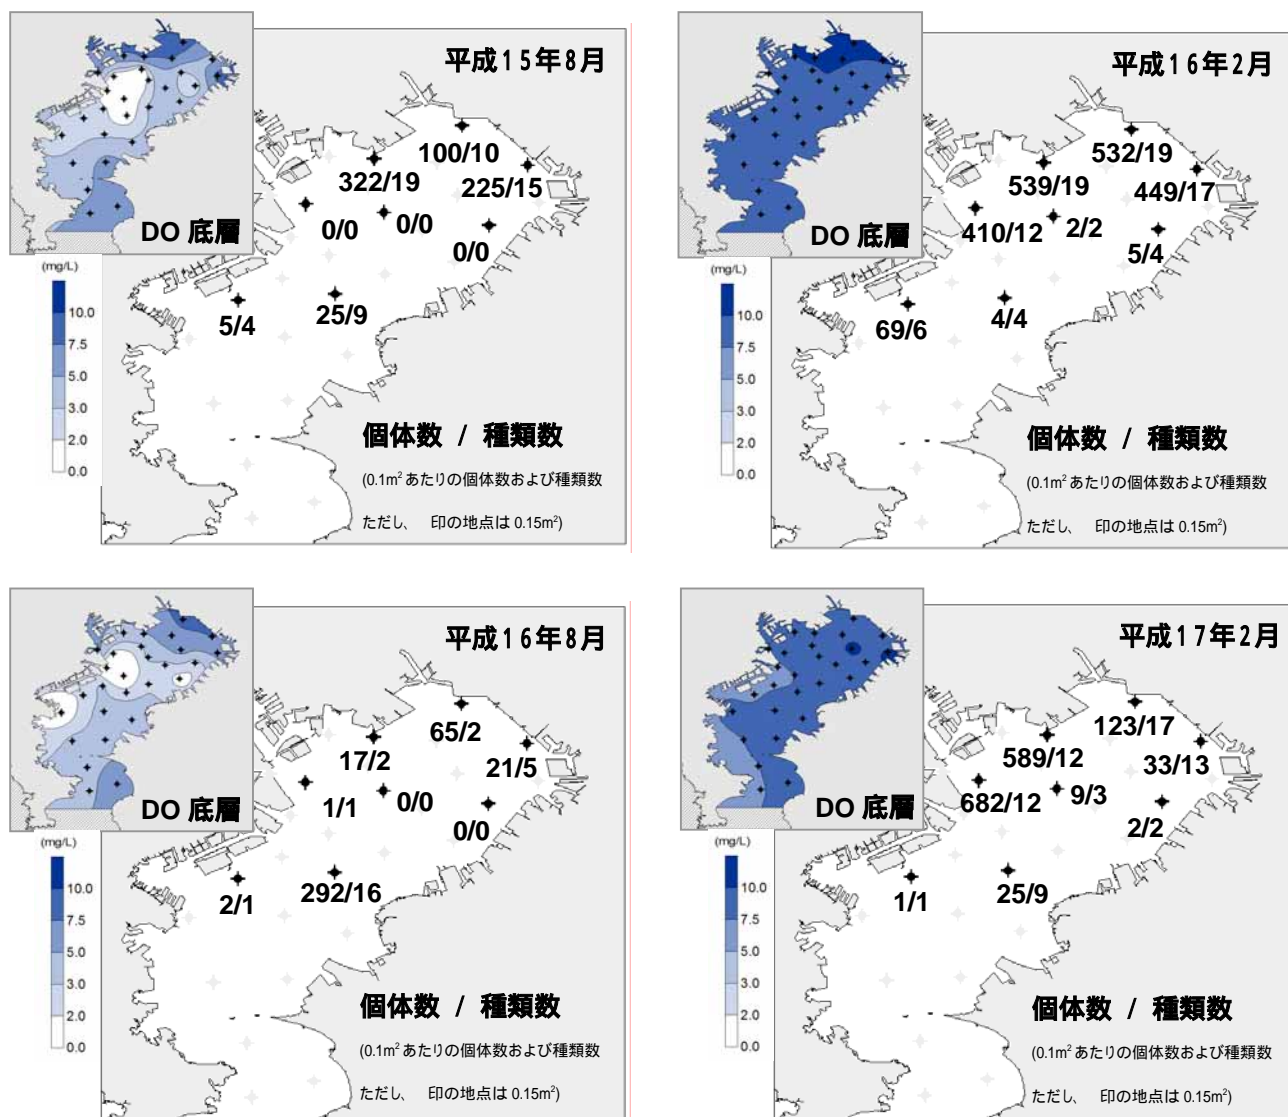 平成15年8月
DO 底層
(mg/L)
10.0
7.5
5.0
3.0
2.0
0.0
100/10
322/19
225/15
0/0
0/0
0/0
25/9
5/4
個体数 / 種類数
(0.1m²あたりの個体数および種類数
ただし、 印の地点は 0.15m²)
平成16年2月
DO 底層
(mg/L)
10.0
7.5
5.0
3.0
2.0
0.0
532/19
539/19
449/17
410/12
2/2
5/4
69/6
4/4
個体数 / 種類数
(0.1m²あたりの個体数および種類数
ただし、 印の地点は 0.15m²)
平成16年8月
DO 底層
(mg/L)
10.0
7.5
5.0
3.0
2.0
0.0
65/2
17/2
21/5
1/1
0/0
0/0
292/16
2/1
個体数 / 種類数
(0.1m²あたりの個体数および種類数
ただし、 印の地点は 0.15m²)
平成17年2月
DO 底層
(mg/L)
10.0
7.5
5.0
3.0
2.0
0.0
123/17
589/12
33/13
682/12
9/3
2/2
1/1
25/9
個体数 / 種類数
(0.1m²あたりの個体数および種類数
ただし、 印の地点は 0.15m²)